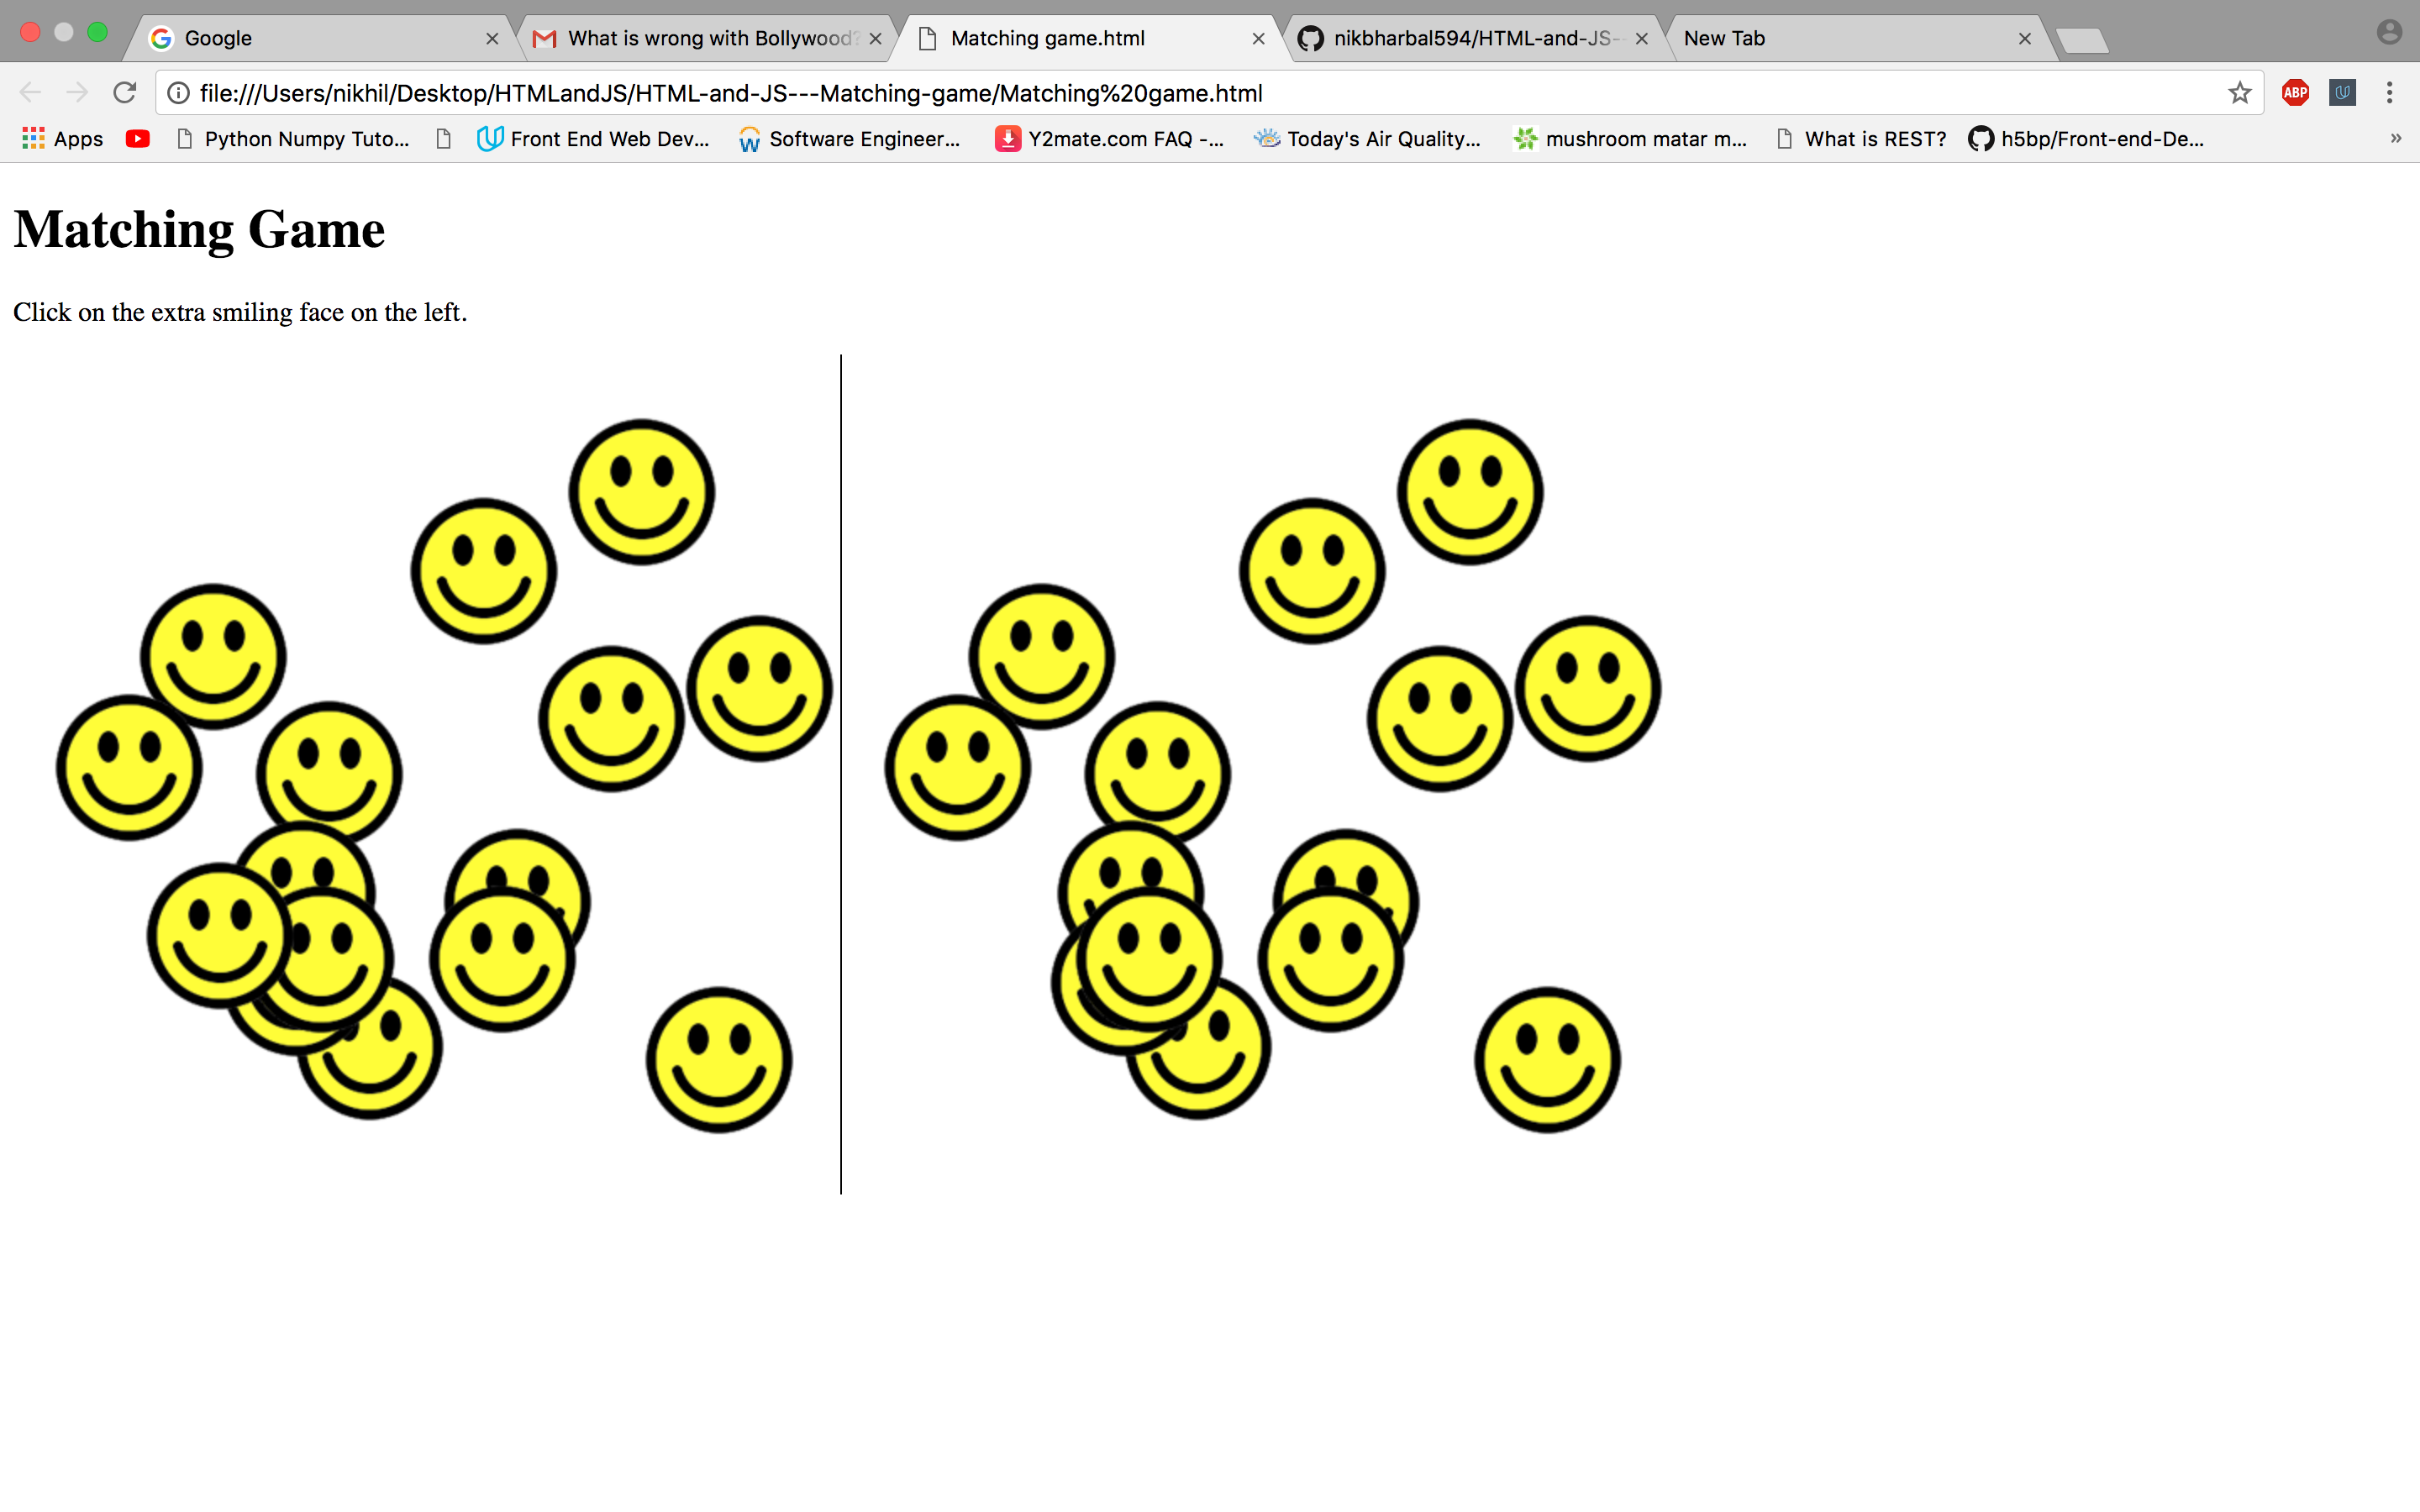 Google
What is wrong with Bollywood?
Matching game.html
nikbharbal594/HTML-and-JS-
New Tab
file:///Users/nikhil/Desktop/HTMLandJS/HTML-and-JS---Matching-game/Matching%20game.html
ABP
Apps
Python Numpy Tuto...
Front End Web Dev...
Software Engineer...
Y2mate.com FAQ -...
Today's Air Quality...
mushroom matar m...
What is REST?
h5bp/Front-end-De...
»
Matching Game
Click on the extra smiling face on the left.